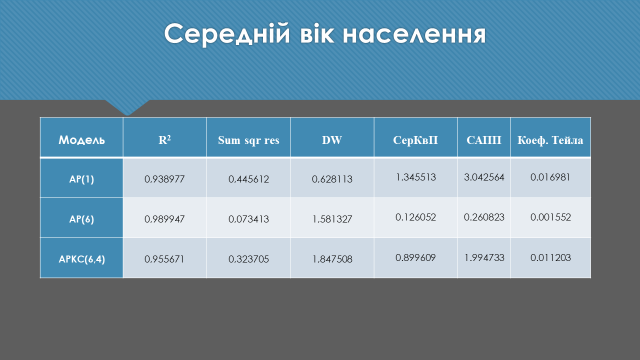 Середній вік населення
Модель R² Sum sqr res DW СерКвП САПП Коеф. Тейла
АР(1) 0.938977 0.445612 0.628113 1.345513 3.042564 0.016981
АР(6) 0.989947 0.073413 1.581327 0.126052 0.260823 0.001552
АРКС(6,4) 0.955671 0.323705 1.847508 0.899609 1.994733 0.011203